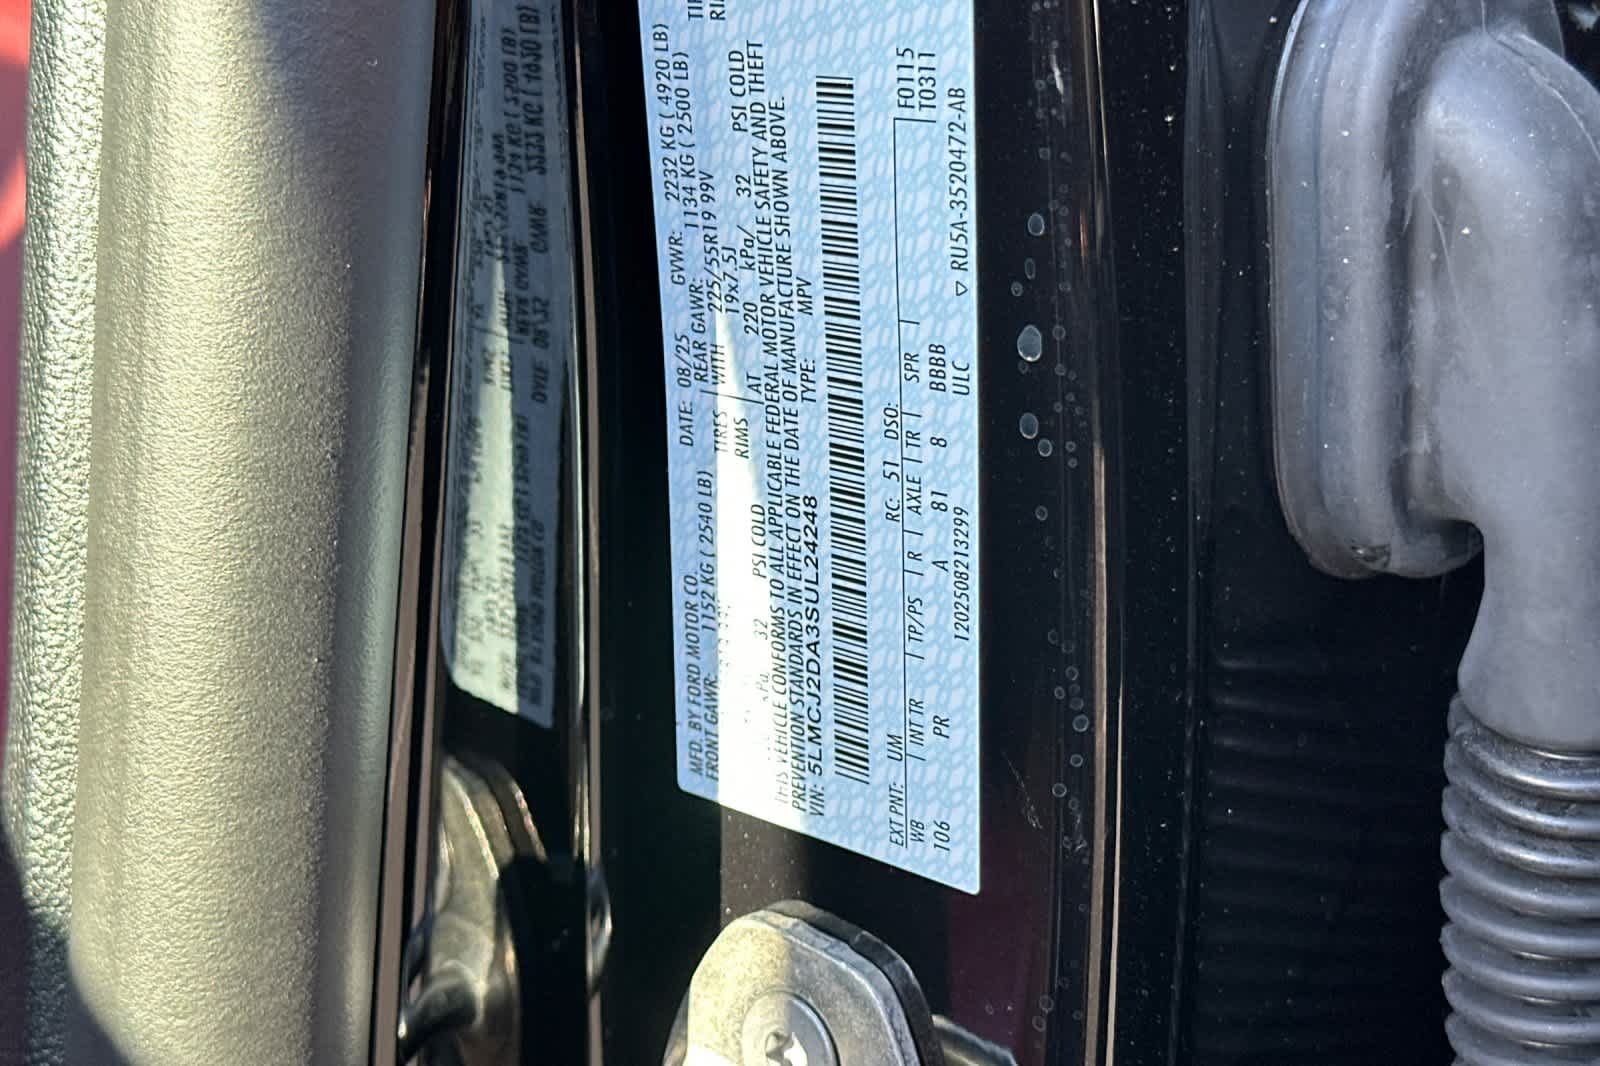 MFD. BY FORD MOTOR CO. DATE: 08/25 GVWR: 2232 KG ( 4920 LB)
FRONT GAWR: 1152 KG ( 2540 LB) REAR GAWR: 1134 KG ( 2500 LB)
TIRES WITH 225/55R19 99V TIR
RIMS 19x7.5J RI
kPa 32 PSI COLD AT 220 kPa/ 32 PSI COLD
THIS VEHICLE CONFORMS TO ALL APPLICABLE FEDERAL MOTOR VEHICLE SAFETY AND THEFT
PREVENTION STANDARDS IN EFFECT ON THE DATE OF MANUFACTURE SHOWN ABOVE.
VIN: 5LMCJ2DA3SUL24248 TYPE: MPV
EXT PNT: UM RC: 51 DSO: F0115
WB INT TR TP/PS R AXLE TR SPR T0311
106 PR A 81 8 BBBB
1202508213299 ULC ▽ RU5A-3520472-AB